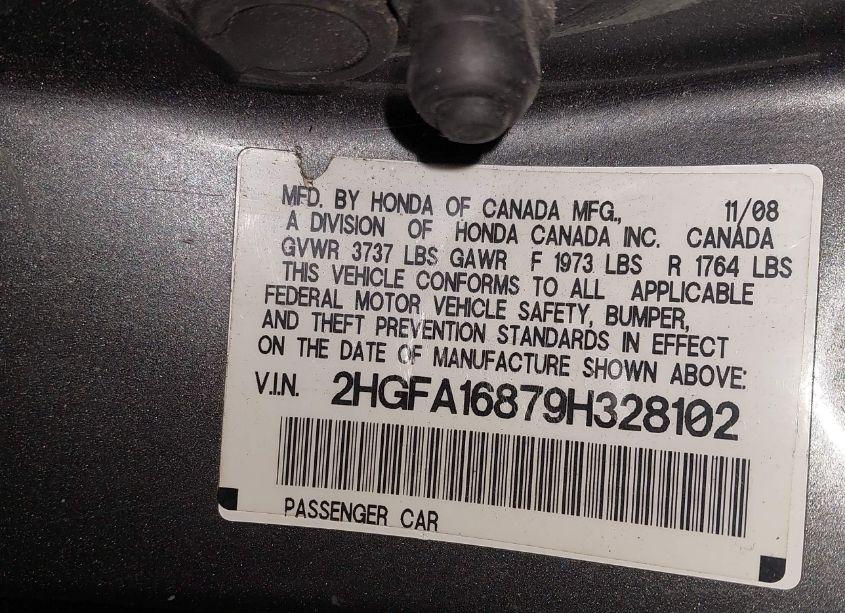 MFD. BY HONDA OF CANADA MFG., 11/08
A DIVISION OF HONDA CANADA INC. CANADA
GVWR 3737 LBS GAWR F 1973 LBS R 1764 LBS
THIS VEHICLE CONFORMS TO ALL APPLICABLE
FEDERAL MOTOR VEHICLE SAFETY, BUMPER,
AND THEFT PREVENTION STANDARDS IN EFFECT
ON THE DATE OF MANUFACTURE SHOWN ABOVE:
V.I.N. 2HGFA16879H328102
PASSENGER CAR